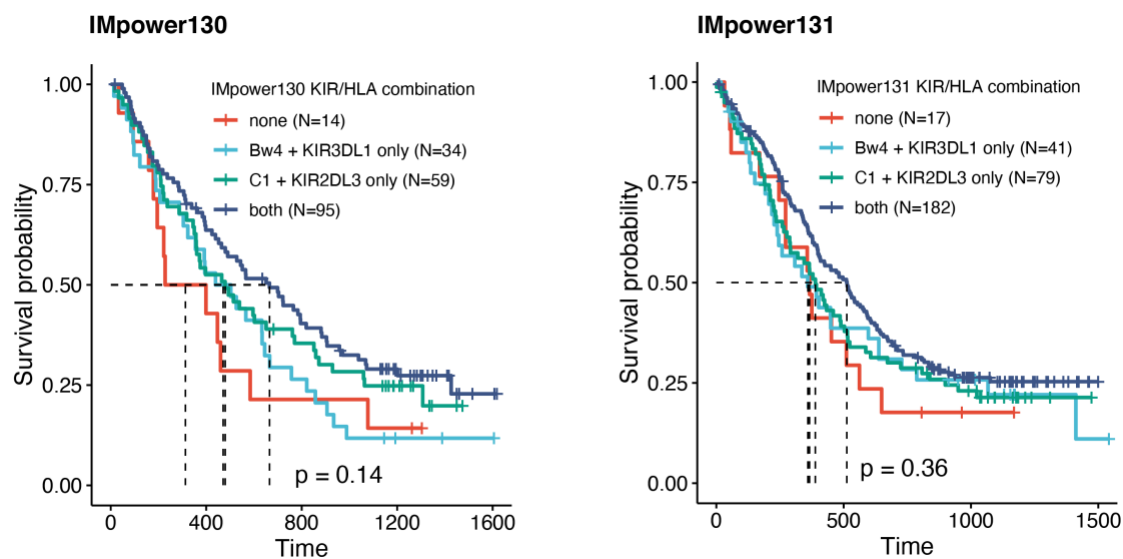 IMpower130
IMpower130 KIR/HLA combination
none (N=14)
Bw4 + KIR3DL1 only (N=34)
C1 + KIR2DL3 only (N=59)
both (N=95)
Survival probability
1.00
0.75
0.50
0.25
0.00
p = 0.14
0
400
800
1200
1600
Time
IMpower131
IMpower131 KIR/HLA combination
none (N=17)
Bw4 + KIR3DL1 only (N=41)
C1 + KIR2DL3 only (N=79)
both (N=182)
Survival probability
1.00
0.75
0.50
0.25
0.00
p = 0.36
0
500
1000
1500
Time